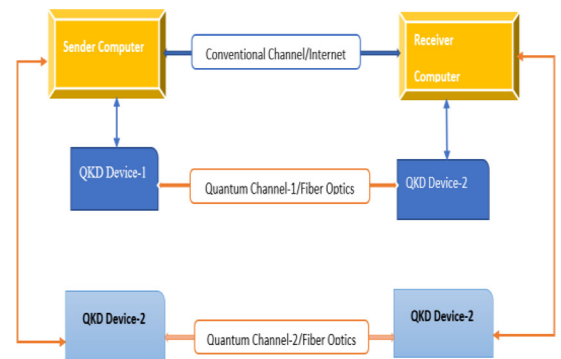 Sender Computer
Conventional Channel/Internet
Receiver
Computer
QKD Device-1
Quantum Channel-1/Fiber Optics
QKD Device-2
QKD Device-2
Quantum Channel-2/Fiber Optics
QKD Device-2